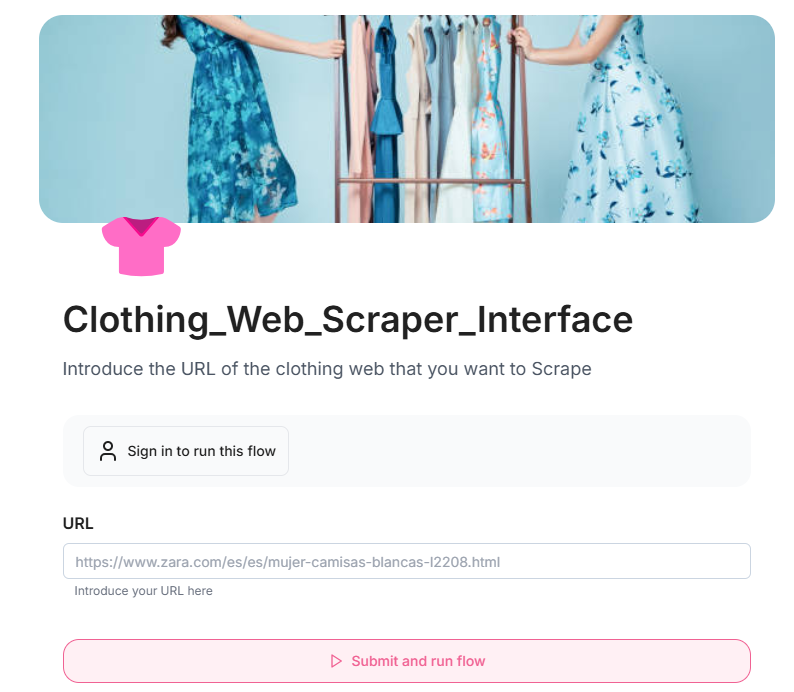 Clothing_Web_Scraper_Interface
Introduce the URL of the clothing web that you want to Scrape
Sign in to run this flow
URL
https://www.zara.com/es/es/mujer-camisas-blancas-l2208.html
Introduce your URL here
Submit and run flow